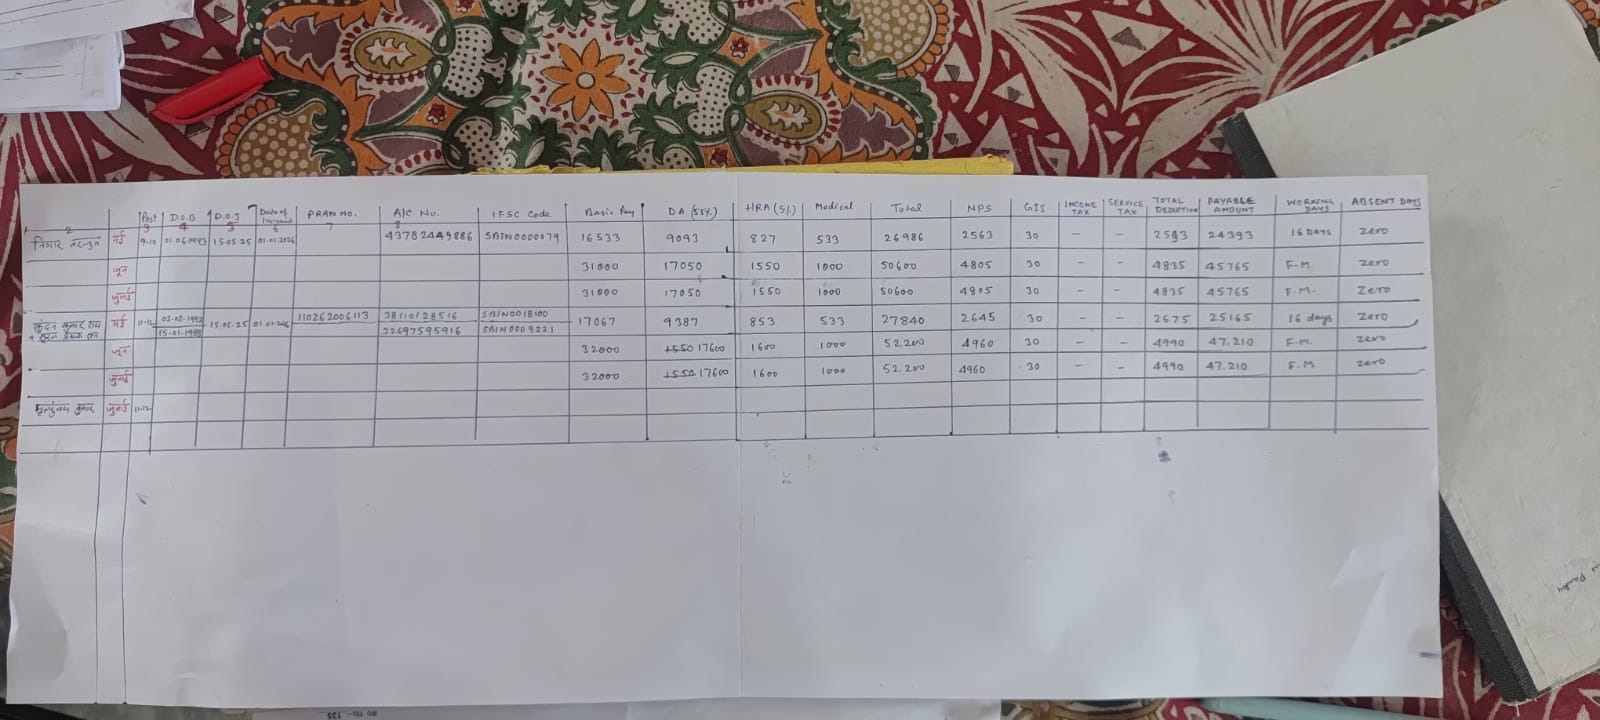 Post D.O.B D.O.J Date of Incrment PRAN NO. A/C No. IFSC Code Basic Pay DA (55%) HRA (5%) Medical Total NPS GIS INCOME TAX SERVICE TAX TOTAL DEDUCTION PAYABLE AMOUNT WORKING DAYS ABSENT DAYS
2 3 4 5 6 7 8
निगार तरन्नुम मई 9-10 01.06.1993 15.05.25 01.01.2026 43782449886 SBIN0000079 16533 9093 827 533 26986 2563 30 - - 2593 24393 16 DAYS Zero
जून 31000 17050 1550 1000 50600 4805 30 - - 4835 45765 F.M. Zero
जुलाई 31000 17050 1550 1000 50600 4805 30 - - 4835 45765 F.M. Zero
कुंदन कुमार राय मई 11-12 02-02-1992 15.05.25 01.01.2026 110262006113 38110128516 SBIN0018100 17067 9387 853 533 27840 2645 30 - - 2675 25165 16 days Zero
+ 15-01-1988 32697595916 SBIN0009221
जून 32000 1550 17600 1600 1000 52.200 4960 30 - - 4990 47.210 F.M. Zero
जुलाई 32000 1550 17600 1600 1000 52.200 4960 30 - - 4990 47.210 F.M. Zero
मृत्युंजय कुमार जुलाई 11-12